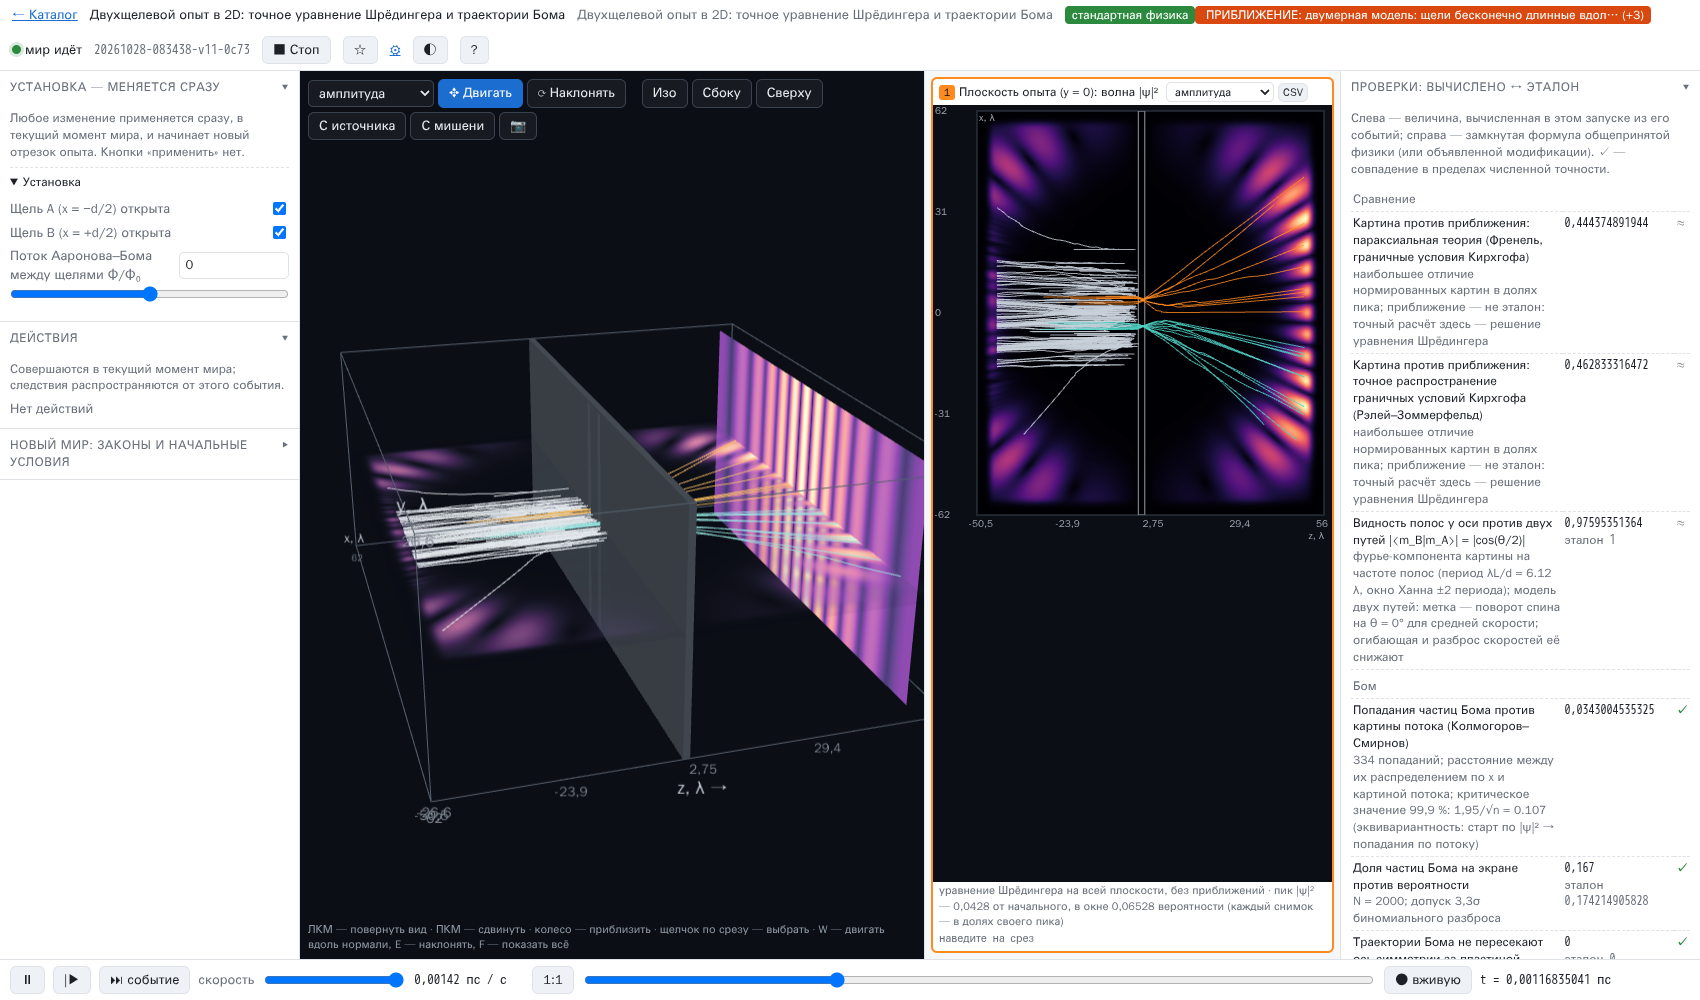 ← Каталог Двухщелевой опыт в 2D: точное уравнение Шрёдингера и траектории Бома Двухщелевой опыт в 2D: точное уравнение Шрёдингера и траектории Бома стандартная физика ПРИБЛИЖЕНИЕ: двумерная модель: щели бесконечно длинные вдол··· (+3)
мир идёт 20261028-083438-v11-0c73 Стоп ?
УСТАНОВКА — МЕНЯЕТСЯ СРАЗУ
Любое изменение применяется сразу, в
текущий момент мира, и начинает новый
отрезок опыта. Кнопки «применить» нет.
Установка
Щель A (x = −d/2) открыта
Щель B (x = +d/2) открыта
Поток Ааронова—Бома
между щелями Ф/Ф₀
0
ДЕЙСТВИЯ
Совершаются в текущий момент мира;
следствия распространяются от этого события.
Нет действий
НОВЫЙ МИР: ЗАКОНЫ И НАЧАЛЬНЫЕ
УСЛОВИЯ
амплитуда Двигать Наклонять Изо Сбоку Сверху
С источника С мишени
y, λ
x, λ
62
29,4
2,75
z, λ →
-23,9
ЛКМ — повернуть вид · ПКМ — сдвинуть · колесо — приблизить · щелчок по срезу — выбрать · W — двигать
вдоль нормали, E — наклонять, F — показать всё
1 Плоскость опыта (y = 0): волна |ψ|² амплитуда CSV
62
x, λ
31
0
-31
-62
-50,5 -23,9 2,75 29,4 56
z, λ
уравнение Шрёдингера на всей плоскости, без приближений · пик |ψ|²
— 0,0428 от начального, в окне 0,06528 вероятности (каждый снимок
— в долях своего пика)
наведите на срез
ПРОВЕРКИ: ВЫЧИСЛЕНО ↔ ЭТАЛОН
Слева — величина, вычисленная в этом запуске из его
событий; справа — замкнутая формула общепринятой
физики (или объявленной модификации). ✓ —
совпадение в пределах численной точности.
Сравнение
Картина против приближения: 0,444374891944 ≈
параксиальная теория (Френель,
граничные условия Кирхгофа)
наибольшее отличие
нормированных картин в долях
пика; приближение — не эталон:
точный расчёт здесь — решение
уравнения Шрёдингера
Картина против приближения: 0,462833316472 ≈
точное распространение
граничных условий Кирхгофа
(Рэлей—Зоммерфельд)
наибольшее отличие
нормированных картин в долях
пика; приближение — не эталон:
точный расчёт здесь — решение
уравнения Шрёдингера
Видность полос у оси против двух 0,97595351364 ≈
путей |⟨m_B|m_A⟩| = |cos(θ/2)| эталон 1
фурье-компонента картины на
частоте полос (период λL/d = 6.12
λ, окно Ханна ±2 периода); модель
двух путей: метка — поворот спина
на θ = 0° для средней скорости;
огибающая и разброс скоростей её
снижают
Бом
Попадания частиц Бома против 0,0343004535325 ✓
картины потока (Колмогоров—
Смирнов)
334 попаданий; расстояние между
их распределением по x и
картиной потока; критическое
значение 99,9 %: 1,95/√n = 0.107
(эквивариантность: старт по |ψ|² →
попадания по потоку)
Доля частиц Бома на экране 0,167 ✓
против вероятности эталон
N = 2000; допуск 3,3σ 0,174214905828
биномиального разброса
Траектории Бома не пересекают 0 ✓
ось симметрии за пластиной эталон 0
событие скорость 0,00142 пс / с 1:1 вживую t = 0,00116835041 пс